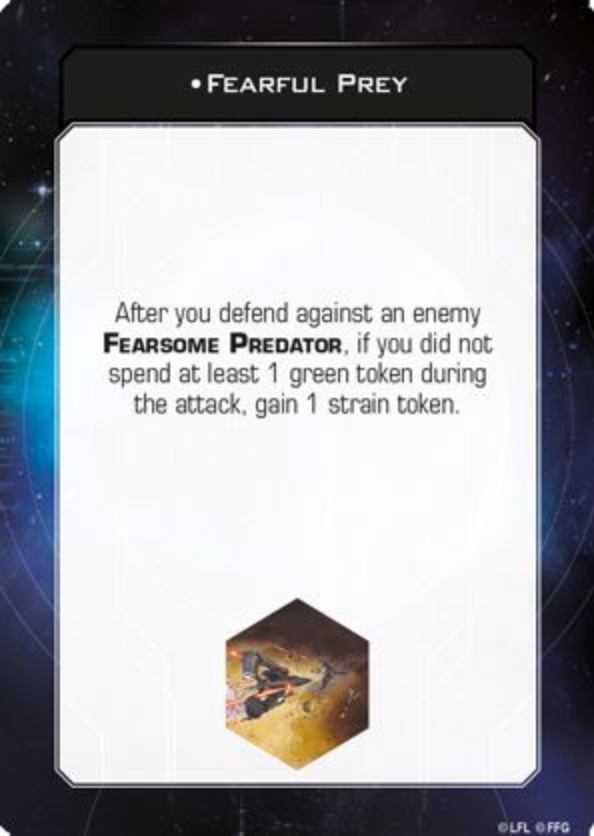 •Fearful Prey
After you defend against an enemy
Fearsome Predator, if you did not
spend at least 1 green token during
the attack, gain 1 strain token.
©LFL ©FFG